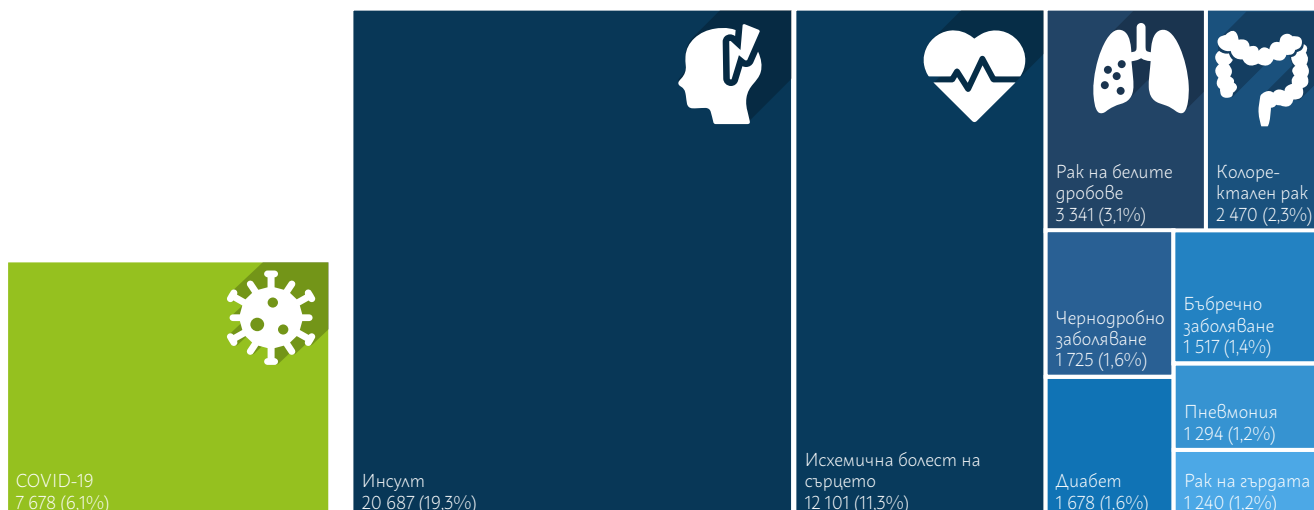 COVID-19
7 678 (6,1%)
Инсулт
20 687 (19,3%)
Исхемична болест на
сърцето
12 101 (11,3%)
Рак на белите
дробове
3 341 (3,1%)
Колоре-
ктален рак
2 470 (2,3%)
Чернодробно
заболяване
1 725 (1,6%)
Бъбречно
заболяване
1 517 (1,4%)
Пневмония
1 294 (1,2%)
Диабет
1 678 (1,6%)
Рак на гърдата
1 240 (1,2%)